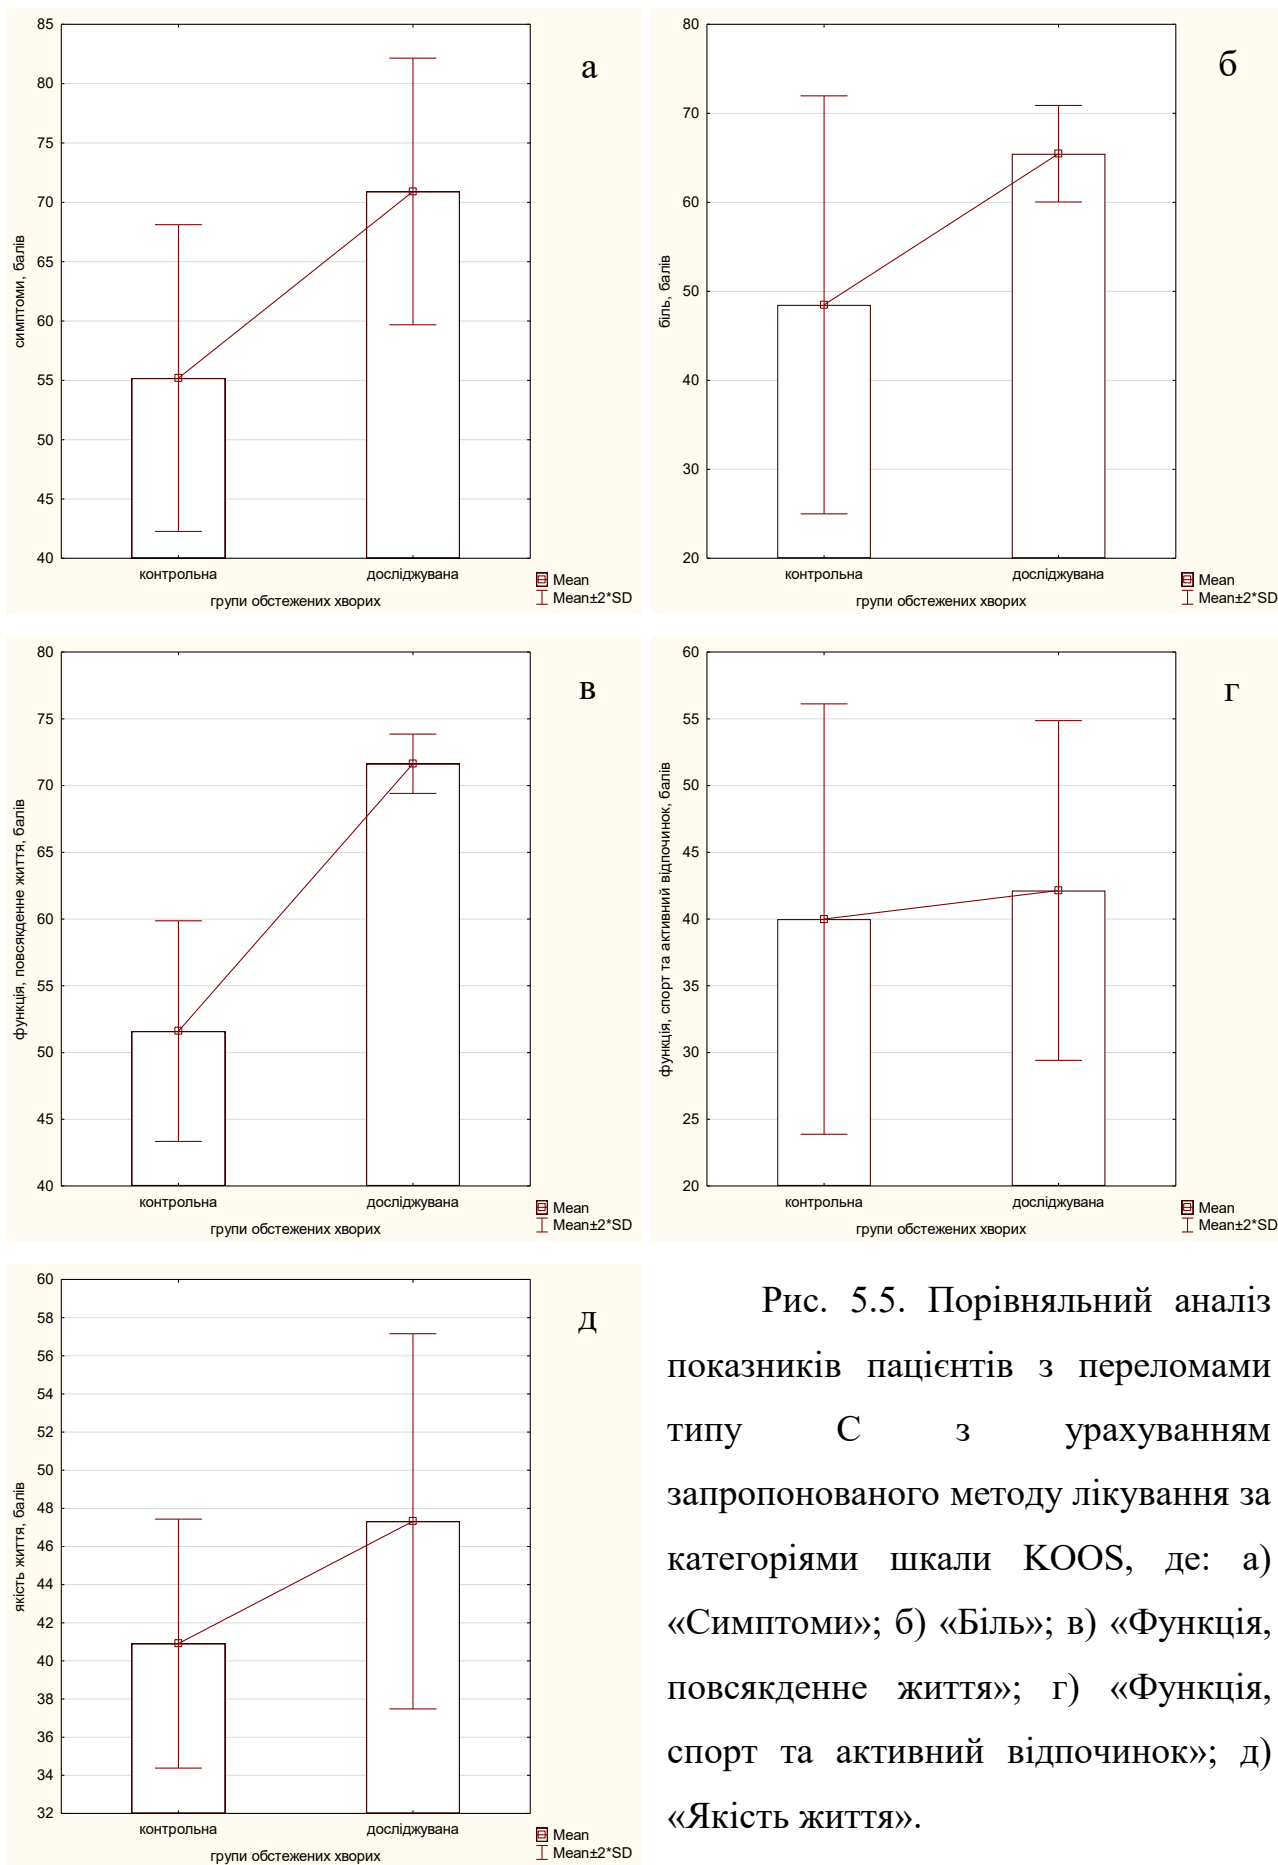 85
80
75
70
65
60
55
50
45
40
симптоми, балів
контрольна
досліджувана
групи обстежених хворих
Mean
Mean±2*SD
а
80
70
60
50
40
30
20
біль, балів
контрольна
досліджувана
групи обстежених хворих
Mean
Mean±2*SD
б
80
75
70
65
60
55
50
45
40
функція, повсякденне життя, балів
контрольна
досліджувана
групи обстежених хворих
Mean
Mean±2*SD
в
60
55
50
45
40
35
30
25
20
функція, спорт та активний відпочинок, балів
контрольна
досліджувана
групи обстежених хворих
Mean
Mean±2*SD
г
60
58
56
54
52
50
48
46
44
42
40
38
36
34
32
якість життя, балів
контрольна
досліджувана
групи обстежених хворих
Mean
Mean±2*SD
д
Рис. 5.5. Порівняльний аналіз
показників пацієнтів з переломами
типу С з урахуванням
запропонованого методу лікування за
категоріями шкали KOOS, де: а)
«Симптоми»; б) «Біль»; в) «Функція,
повсякденне життя»; г) «Функція,
спорт та активний відпочинок»; д)
«Якість життя».